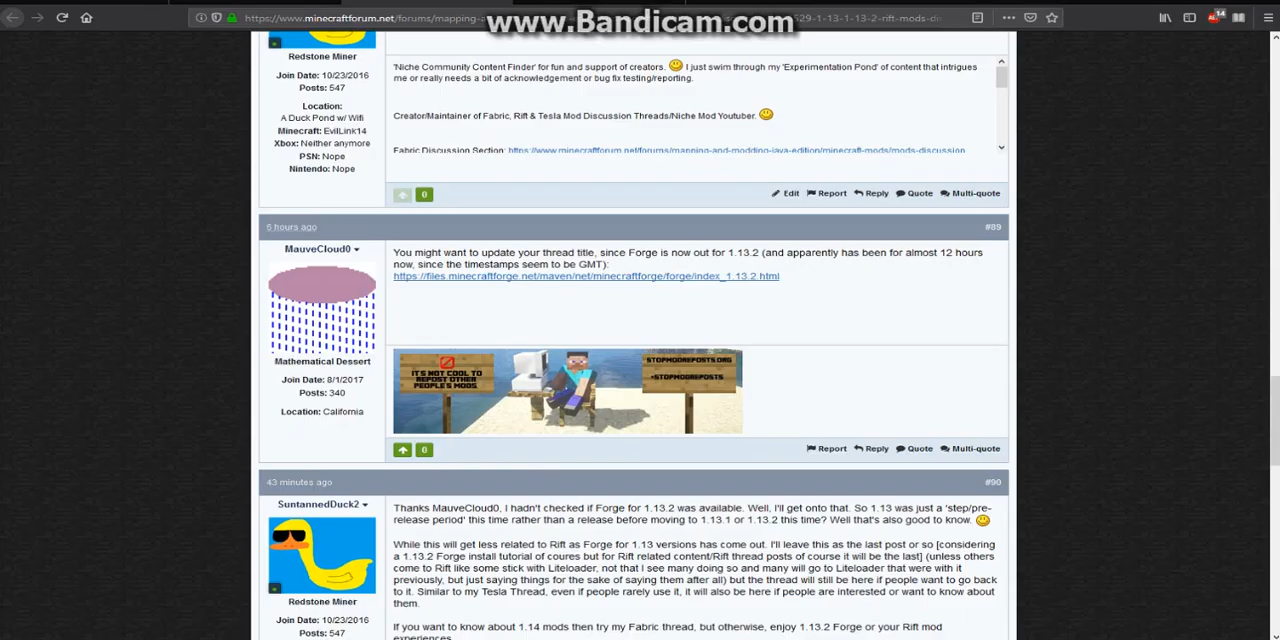 https://www.minecraftforum.net/forums/mapping-a
www.Bandicam.com
529-1-13-1-13-2-rift-mods-dis
14
Redstone Miner
Join Date: 10/23/2016
Posts: 547
Location:
A Duck Pond w/ Wifi
Minecraft: EvilLink14
Xbox: Neither anymore
PSN: Nope
Nintendo: Nope
'Niche Community Content Finder' for fun and support of creators. I just swim through my 'Experimentation Pond' of content that intrigues
me or really needs a bit of acknowledgement or bug fix testing/reporting.
Creator/Maintainer of Fabric, Rift & Tesla Mod Discussion Threads/Niche Mod Youtuber.
Fabric Discussion Section: https://www.minecraftforum.net/forums/mapping-and-modding-java-edition/minecraft-mods/mods-discussion
0
Edit Report Reply Quote Multi-quote
6 hours ago #89
MauveCloud0
Mathematical Dessert
Join Date: 8/1/2017
Posts: 340
Location: California
You might want to update your thread title, since Forge is now out for 1.13.2 (and apparently has been for almost 12 hours
now, since the timestamps seem to be GMT):
https://files.minecraftforge.net/maven/net/minecraftforge/forge/index_1.13.2.html
IT'S NOT COOL TO
REPOST OTHER
PEOPLE'S MODS.
STOPMODREPOSTS.ORG
#STOPMODREPOSTS
0
Report Reply Quote Multi-quote
43 minutes ago #90
SuntannedDuck2
Redstone Miner
Join Date: 10/23/2016
Posts: 547
Thanks MauveCloud0, I hadn't checked if Forge for 1.13.2 was available. Well, I'll get onto that. So 1.13 was just a 'step/pre-
release period' this time rather than a release before moving to 1.13.1 or 1.13.2 this time? Well that's also good to know.
While this will get less related to Rift as Forge for 1.13 versions has come out. I'll leave this as the last post or so [considering
a 1.13.2 Forge install tutorial of coures but for Rift related content/Rift thread posts of course it will be the last] (unless others
come to Rift like some stick with Liteloader, not that I see many doing so and many will go to Liteloader that were with it
previously, but just saying things for the sake of saying them after all) but the thread will still be here if people want to go back
to it. Similar to my Tesla Thread, even if people rarely use it, it will also be here if people are interested or want to know about
them.
If you want to know about 1.14 mods then try my Fabric thread, but otherwise, enjoy 1.13.2 Forge or your Rift mod
experiences.